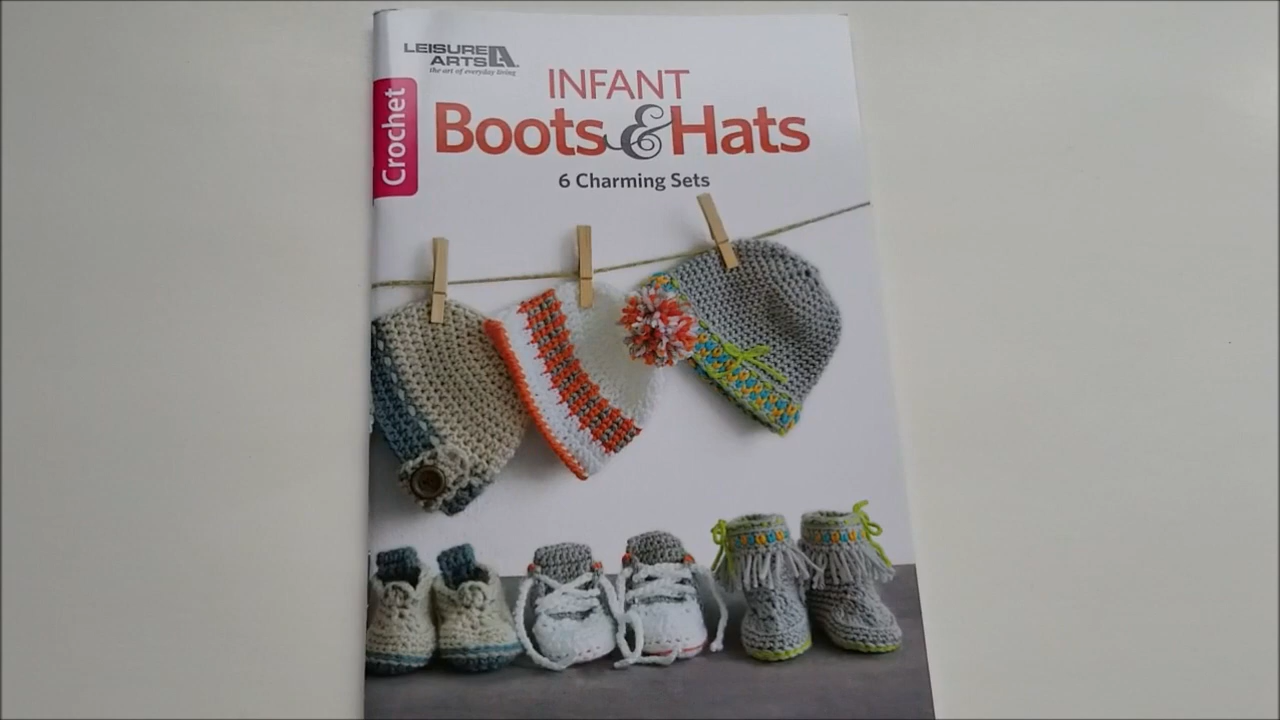 LEISURE
ARTS
the art of everyday living
Crochet
INFANT
Boots & Hats
6 Charming Sets